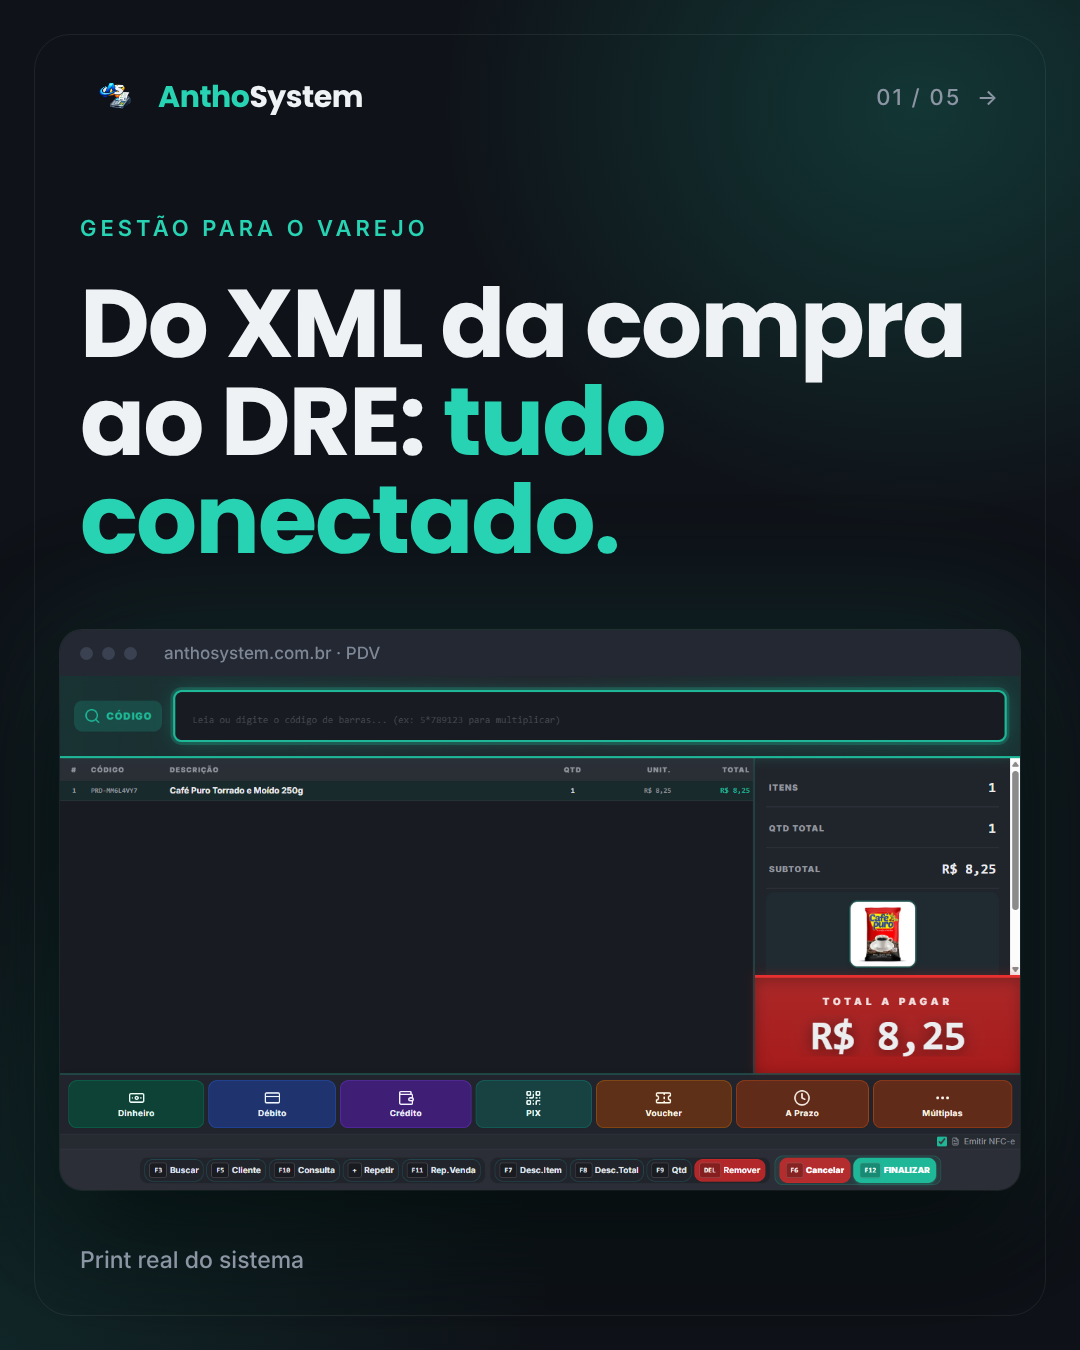 AnthoSystem
01 / 05 →
GESTÃO PARA O VAREJO
Do XML da compra
ao DRE: tudo
conectado.
anthosystem.com.br · PDV
CÓDIGO
Leia ou digite o código de barras... (ex: 5*789123 para multiplicar)
# CÓDIGO DESCRIÇÃO QTD UNIT. TOTAL
1 PRD-MM6L4VY7 Café Puro Torrado e Moído 250g 1 R$ 8,25 R$ 8,25
ITENS 1
QTD TOTAL 1
SUBTOTAL R$ 8,25
Café
puro
TOTAL A PAGAR
R$ 8,25
Dinheiro Débito Crédito PIX Voucher A Prazo Múltiplas
Emitir NFC-e
F3 Buscar F5 Cliente F10 Consulta + Repetir F11 Rep.Venda F7 Desc.Item F8 Desc.Total F9 Qtd DEL Remover F6 Cancelar F12 FINALIZAR
Print real do sistema